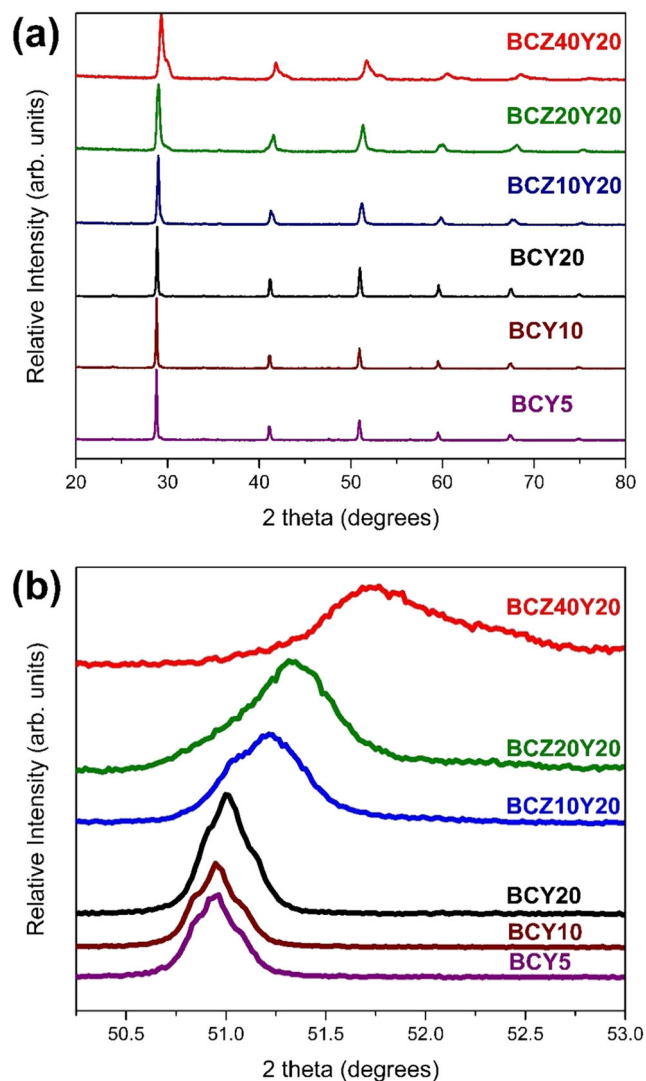 (a)
Relative Intensity (arb. units)
BCZ40Y20
BCZ20Y20
BCZ10Y20
BCY20
BCY10
BCY5
20 30 40 50 60 70 80
2 theta (degrees)
(b)
Relative Intensity (arb. units)
BCZ40Y20
BCZ20Y20
BCZ10Y20
BCY20
BCY10
BCY5
50.5 51.0 51.5 52.0 52.5 53.0
2 theta (degrees)